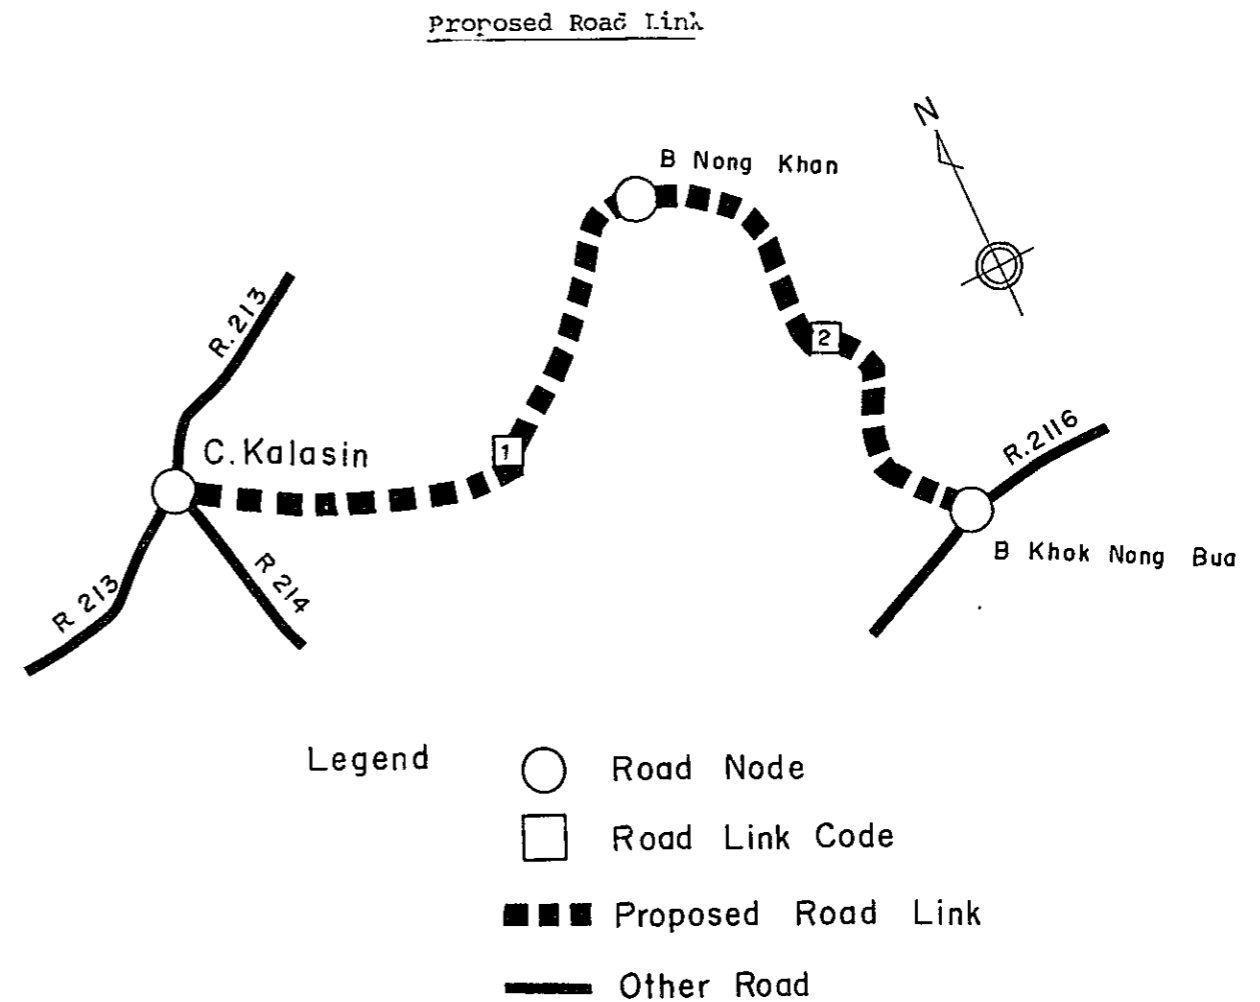 Proposed Road Link
N
B Nong Khan
R.213
2
C.Kalasin
1
R.2116
R 213
R 214
B Khok Nong Bua
Legend
Road Node
Road Link Code
Proposed Road Link
Other Road